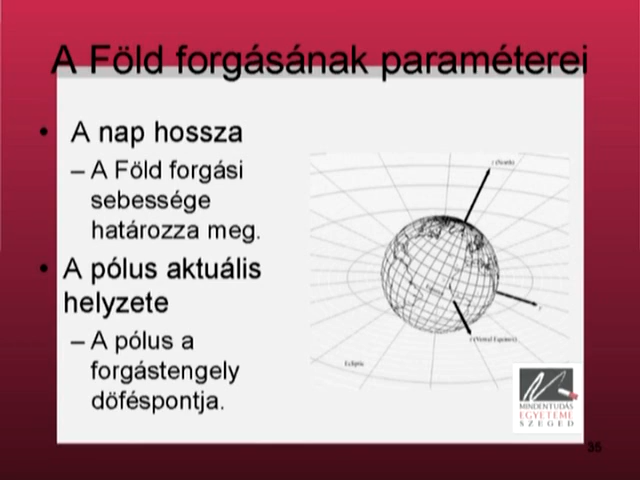 A Föld forgásának paraméterei
• A nap hossza
– A Föld forgási
sebessége
határozza meg.
• A pólus aktuális
helyzete
– A pólus a
forgástengely
döféspontja.
z (North)
y
x (Vernal Equinox)
Ecliptic
MINDENTUDÁS
EGYETEME
SZEGED
35